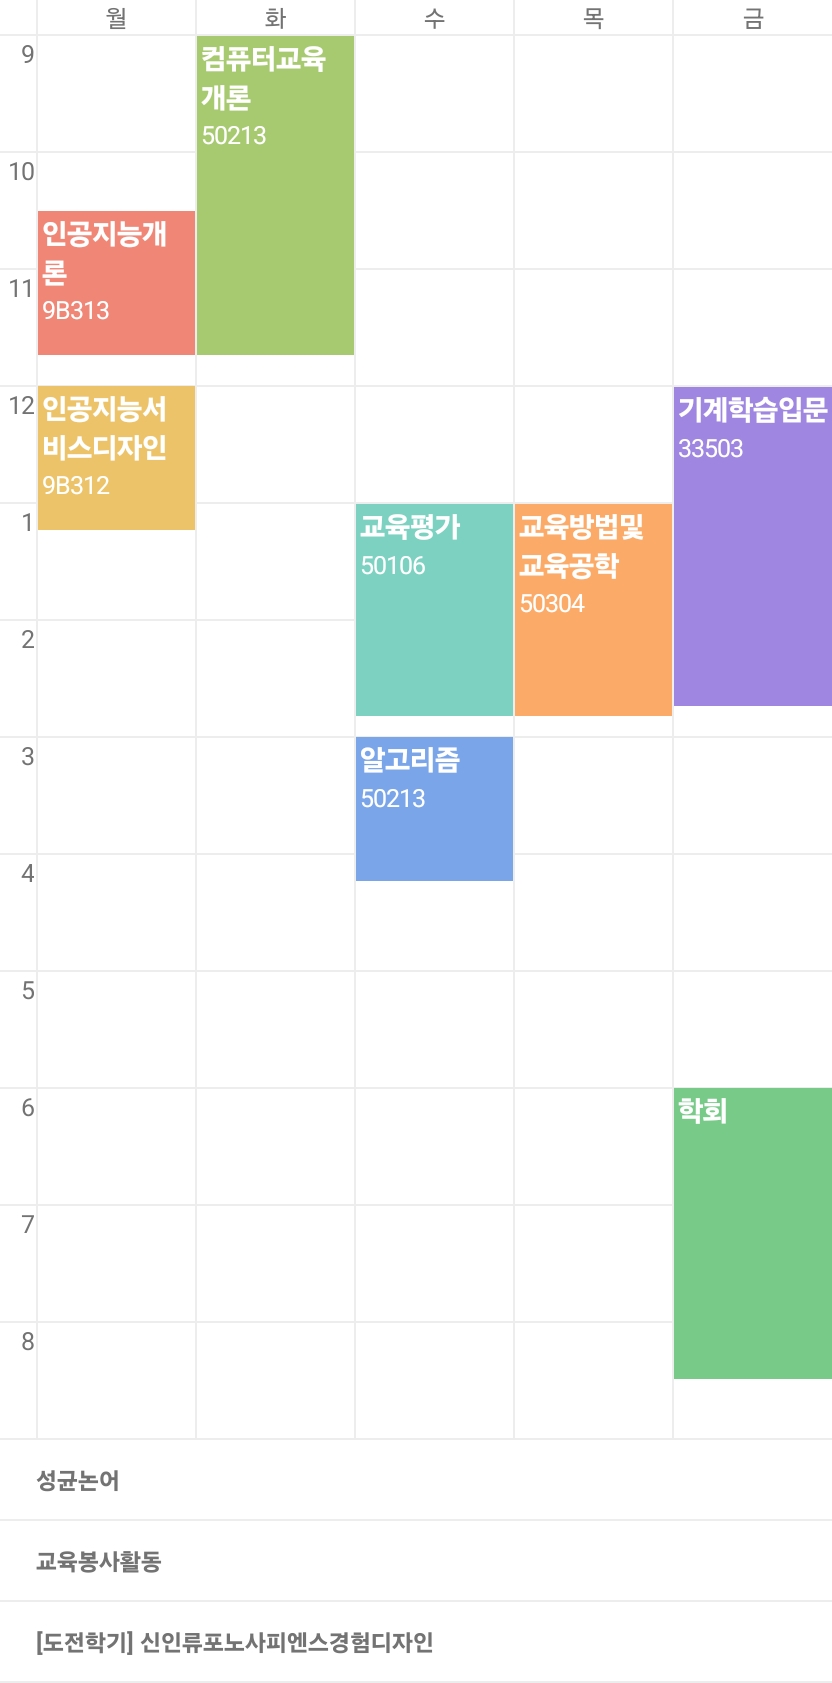 월 화 수 목 금
9
컴퓨터교육
개론
50213
10
인공지능개
론
9B313
11
12
인공지능서
비스디자인
9B312
기계학습입문
33503
1
교육평가
50106
교육방법및
교육공학
50304
2
3
알고리즘
50213
4
5
6
학회
7
8
성균논어
교육봉사활동
[도전학기] 신인류포노사피엔스경험디자인